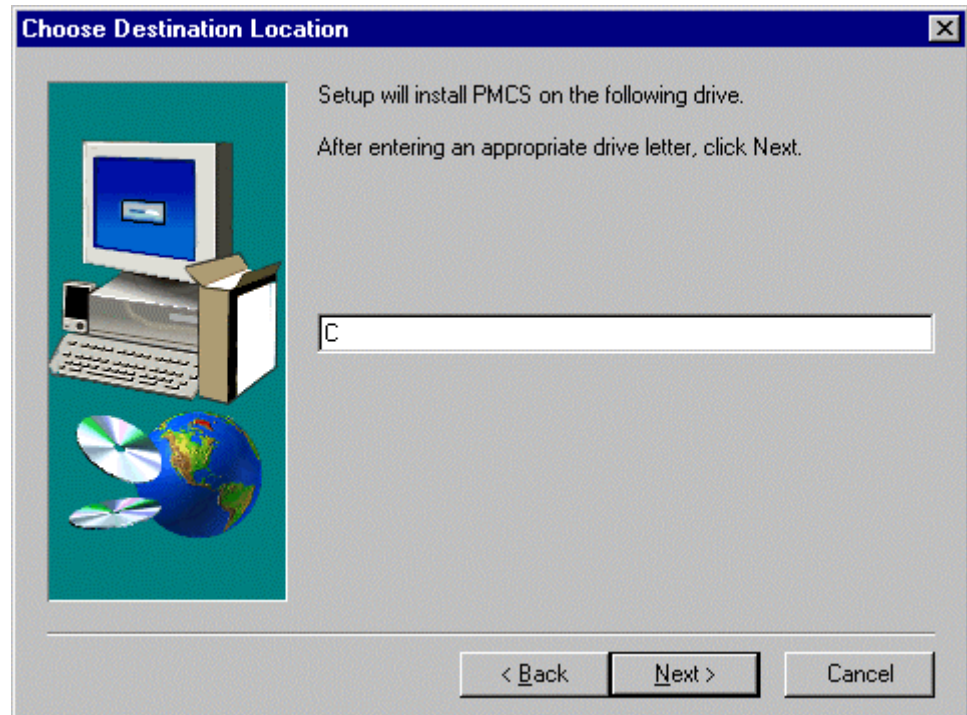 Choose Destination Location
Setup will install PMCS on the following drive.
After entering an appropriate drive letter, click Next.
C
< Back
Next >
Cancel